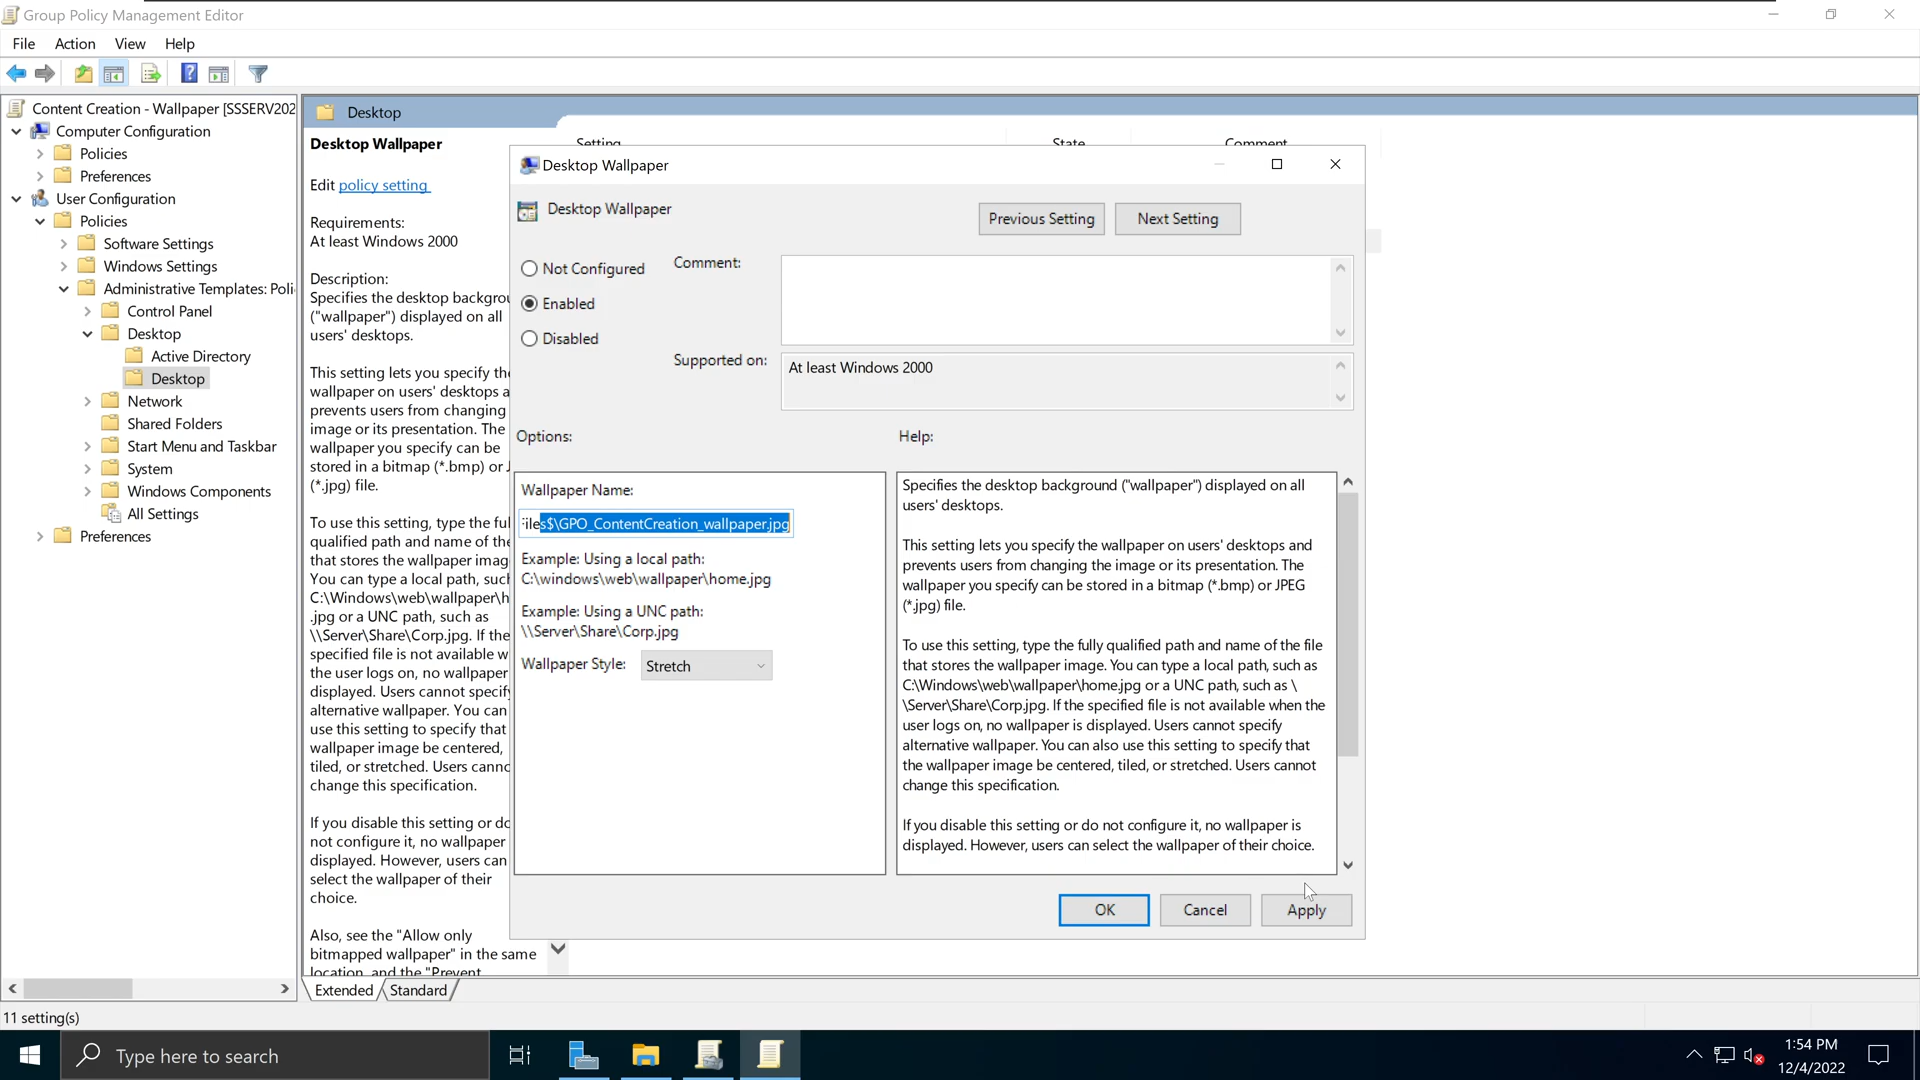 Group Policy Management Editor
File Action View Help
Content Creation - Wallpaper [SSSERV202
Computer Configuration
Policies
Preferences
User Configuration
Policies
Software Settings
Windows Settings
Administrative Templates: Poli
Control Panel
Desktop
Active Directory
Desktop
Network
Shared Folders
Start Menu and Taskbar
System
Windows Components
All Settings
Preferences
Desktop
Desktop Wallpaper
Setting State Comment
Edit policy setting
Requirements:
At least Windows 2000
Description:
Specifies the desktop backgrou
("wallpaper") displayed on all
users' desktops.
This setting lets you specify the
wallpaper on users' desktops a
prevents users from changing
image or its presentation. The
wallpaper you specify can be
stored in a bitmap (*.bmp) or J
(*.jpg) file.
To use this setting, type the ful
qualified path and name of the
that stores the wallpaper imag
You can type a local path, such
C:\Windows\web\wallpaper\h
.jpg or a UNC path, such as
\\Server\Share\Corp.jpg. If the
specified file is not available w
the user logs on, no wallpaper
displayed. Users cannot specify
alternative wallpaper. You can
use this setting to specify that
wallpaper image be centered,
tiled, or stretched. Users canno
change this specification.
If you disable this setting or do
not configure it, no wallpaper
displayed. However, users can
select the wallpaper of their
choice.
Also, see the "Allow only
bitmapped wallpaper" in the same
location, and the "Prevent
Extended Standard
Desktop Wallpaper
Desktop Wallpaper
Previous Setting Next Setting
Not Configured
Enabled
Disabled
Comment:
Supported on:
At least Windows 2000
Options:
Help:
Wallpaper Name:
iles$\GPO_ContentCreation_wallpaper.jpg
Example: Using a local path:
C:\windows\web\wallpaper\home.jpg
Example: Using a UNC path:
\\Server\Share\Corp.jpg
Wallpaper Style: Stretch
Specifies the desktop background ("wallpaper") displayed on all
users' desktops.
This setting lets you specify the wallpaper on users' desktops and
prevents users from changing the image or its presentation. The
wallpaper you specify can be stored in a bitmap (*.bmp) or JPEG
(*.jpg) file.
To use this setting, type the fully qualified path and name of the file
that stores the wallpaper image. You can type a local path, such as
C:\Windows\web\wallpaper\home.jpg or a UNC path, such as \
\Server\Share\Corp.jpg. If the specified file is not available when the
user logs on, no wallpaper is displayed. Users cannot specify
alternative wallpaper. You can also use this setting to specify that
the wallpaper image be centered, tiled, or stretched. Users cannot
change this specification.
If you disable this setting or do not configure it, no wallpaper is
displayed. However, users can select the wallpaper of their choice.
OK Cancel Apply
11 setting(s)
Type here to search
1:54 PM
12/4/2022